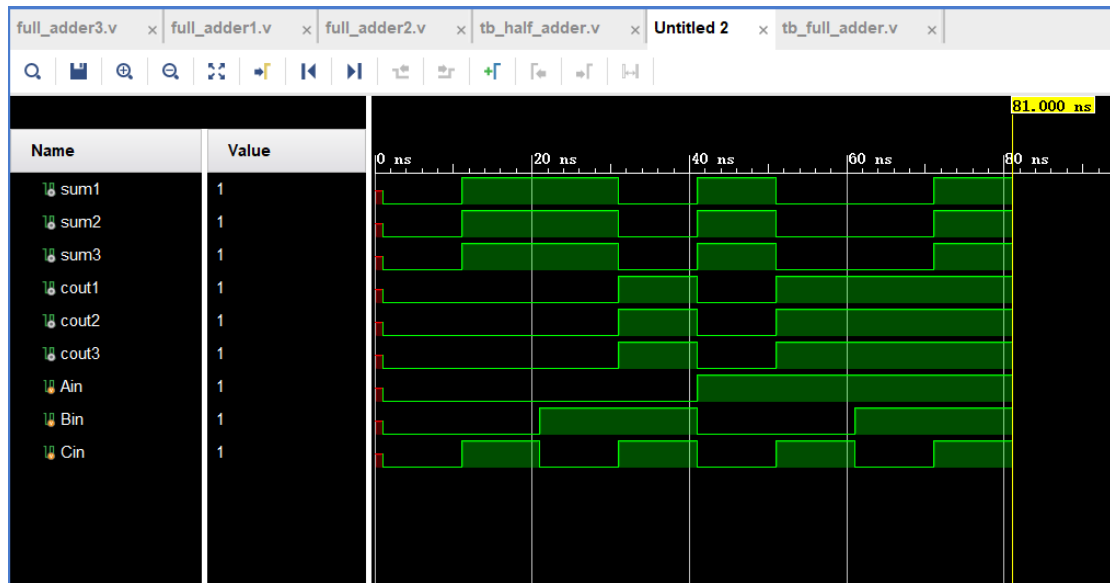 full_adder3.v × full_adder1.v × full_adder2.v × tb_half_adder.v × Untitled 2 × tb_full_adder.v ×
81.000 ns
Name Value
0 ns 20 ns 40 ns 60 ns 80 ns
sum1 1
sum2 1
sum3 1
cout1 1
cout2 1
cout3 1
Ain 1
Bin 1
Cin 1